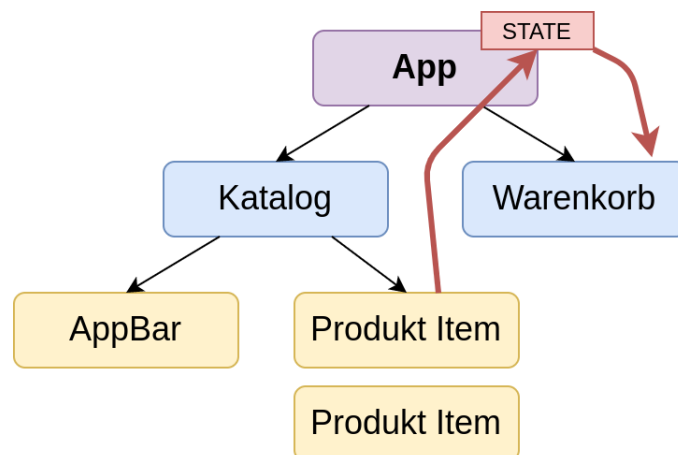 STATE
App
Katalog
Warenkorb
AppBar
Produkt Item
Produkt Item